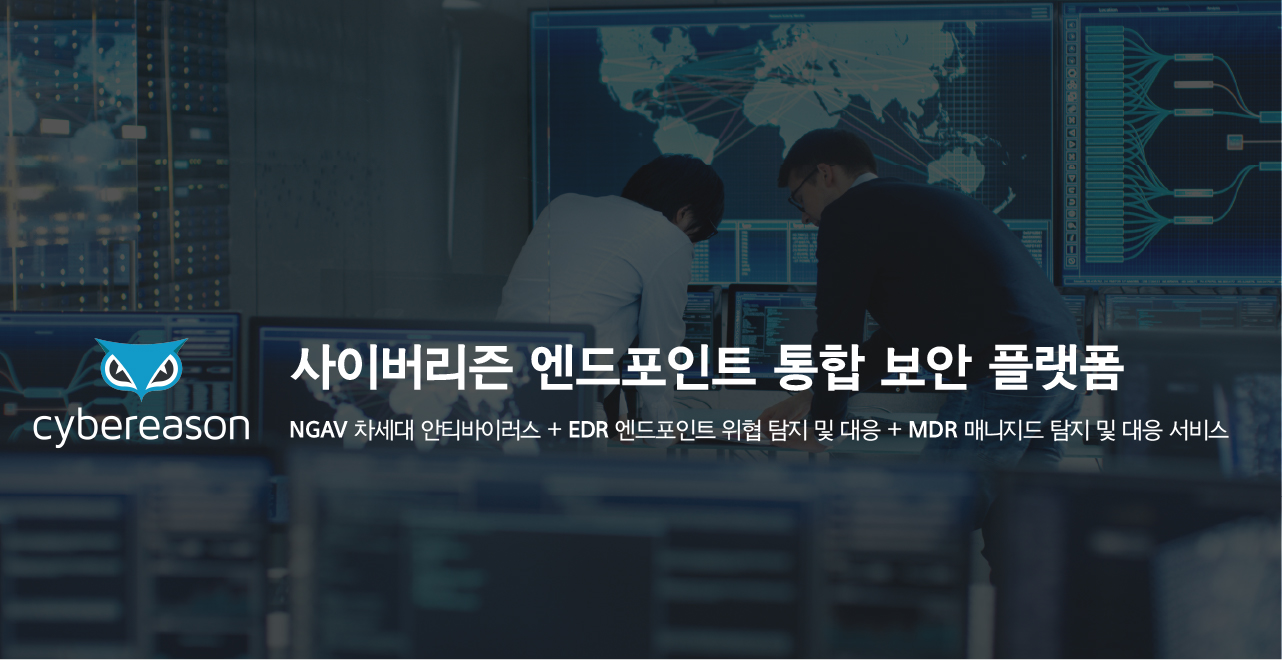 cybereason
사이버리즌 엔드포인트 통합 보안 플랫폼
NGAV 차세대 안티바이러스 + EDR 엔드포인트 위협 탐지 및 대응 + MDR 매니지드 탐지 및 대응 서비스